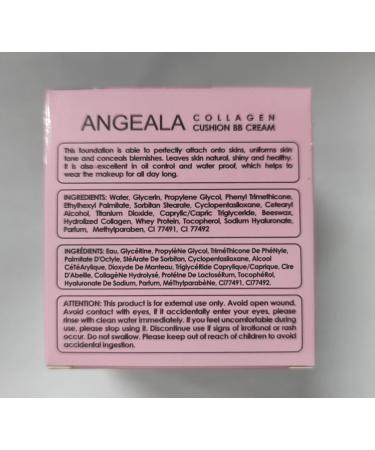 ANGEALA COLLAGEN
CUSHION BB CREAM
This foundation is able to perfectly attach onto skins, uniforms skin
tone and conceals blemishes. Leaves skin natural, shiny and healthy.
It is also excellent in oil control and water proof, which helps to
wear the makeup for all day long.
INGREDIENTS: Water, Glycerin, Propylene Glycol, Phenyl Trimethicone,
Ethylhexyl Palmitate, Sorbitan Stearate, Cyclopentasiloxane, Cetearyl
Alcohol, Titanium Dioxide, Caprylic/Capric Triglyceride, Beeswax,
Hydrolyzed Collagen, Whey Protein, Tocopherol, Sodium Hyaluronate,
Parfum, Methylparaben, CI 77491, CI 77492
INGRÉDIENTS: Eau, GlycéRine, PropylèNe Glycol, TriméThicone De PhéNyle,
Palmitate D'Octyle, StéArate De Sorbitan, Cyclopentasiloxane, Alcool
CétéArylique, Dioxyde De Manteau, TriglycéRide Caprylique/Caprique, Cire
D'Abeille, CollagèNe Hydrolysé, ProtéIne De LactoséRum, TocophéRol,
Hyaluronate De Sodium, Parfum, MéThylparabèNe, CI77491, CI77492.
ATTENTION: This product is for external use only. Avoid open wound.
Avoid contact with eyes, if it accidentally enter your eyes, please
rinse with clean water immediately. If you feel uncomfortable during
use, please stop using it. Discontinue use if signs of irrational or rash
occur. Do not swallow. Please keep out of reach of children to avoid
accidental ingestion.